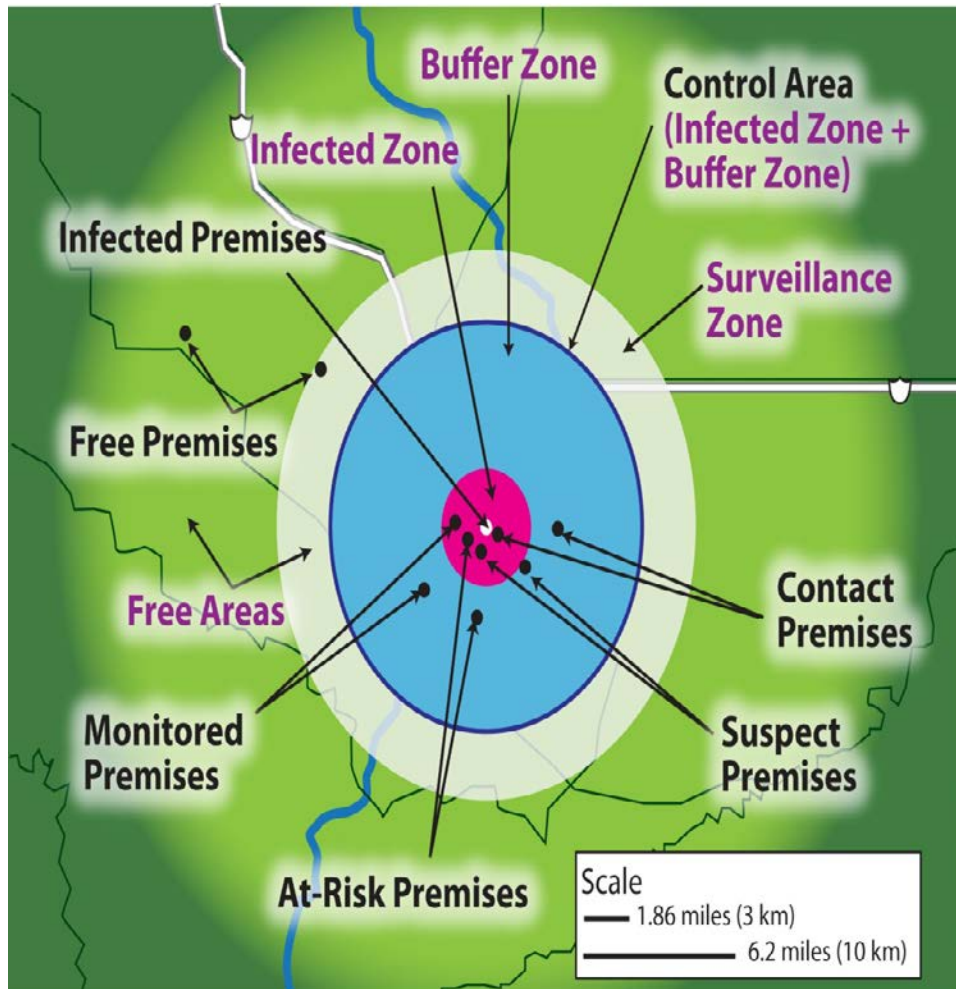 Buffer Zone
Control Area
(Infected Zone +
Buffer Zone)
Infected Zone
Infected Premises
Surveillance
Zone
Free Premises
Free Areas
Contact
Premises
Monitored
Premises
Suspect
Premises
At-Risk Premises
Scale
1.86 miles (3 km)
6.2 miles (10 km)